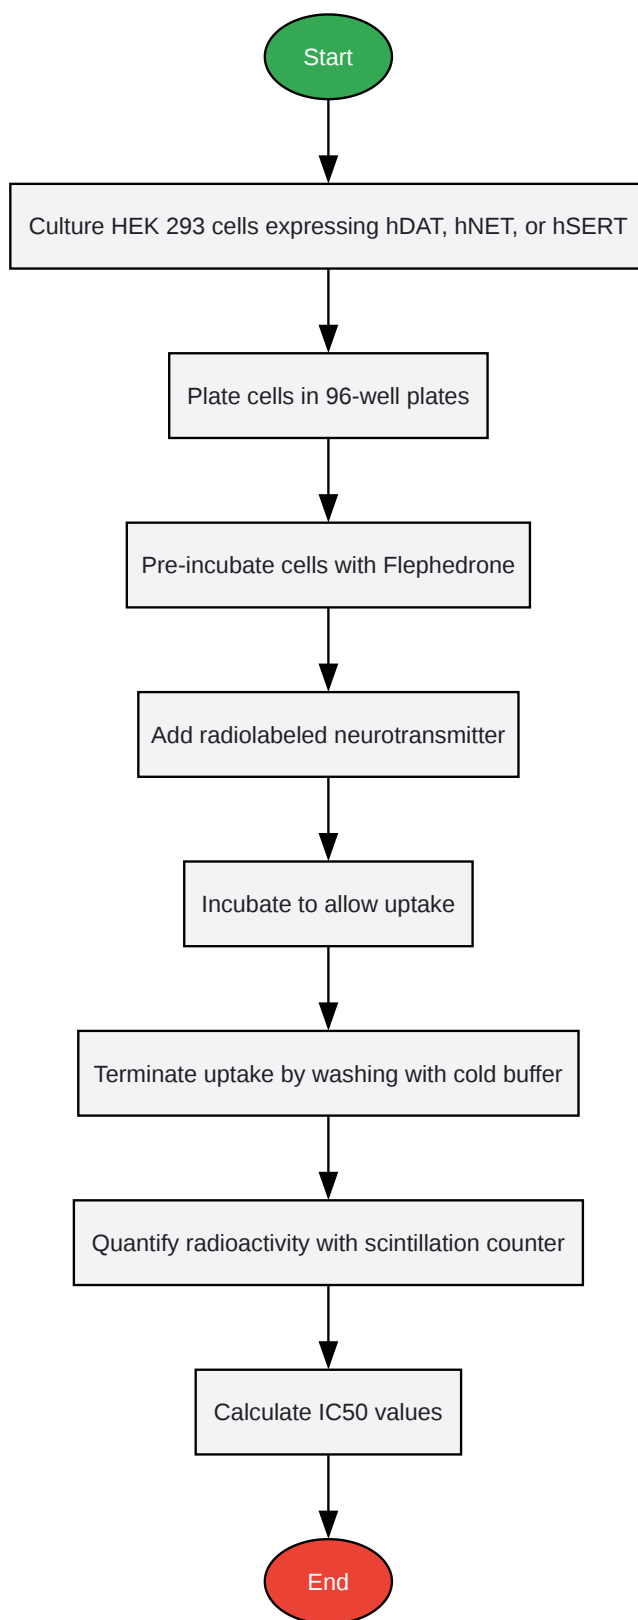 Start
Culture HEK 293 cells expressing hDAT, hNET, or hSERT
Plate cells in 96-well plates
Pre-incubate cells with Flephedrone
Add radiolabeled neurotransmitter
Incubate to allow uptake
Terminate uptake by washing with cold buffer
Quantify radioactivity with scintillation counter
Calculate IC50 values
End